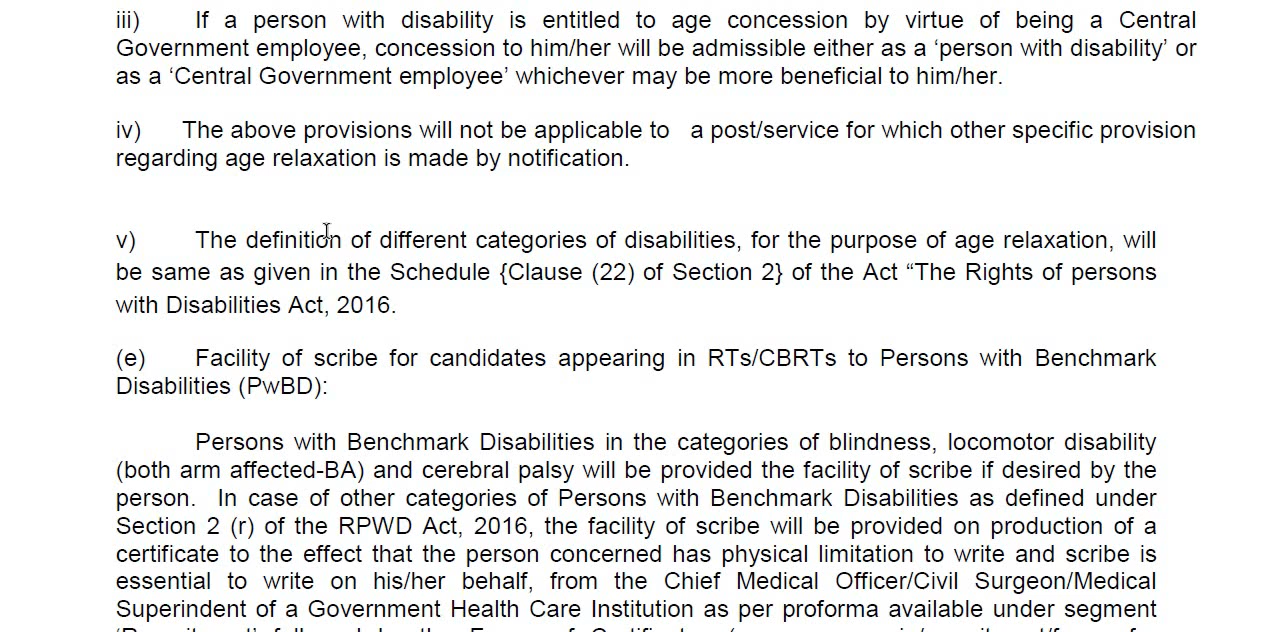 iii) If a person with disability is entitled to age concession by virtue of being a Central
Government employee, concession to him/her will be admissible either as a ‘person with disability’ or
as a ‘Central Government employee’ whichever may be more beneficial to him/her.
iv) The above provisions will not be applicable to a post/service for which other specific provision
regarding age relaxation is made by notification.
v) The definition of different categories of disabilities, for the purpose of age relaxation, will
be same as given in the Schedule {Clause (22) of Section 2} of the Act “The Rights of persons
with Disabilities Act, 2016.
(e) Facility of scribe for candidates appearing in RTs/CBRTs to Persons with Benchmark
Disabilities (PwBD):
Persons with Benchmark Disabilities in the categories of blindness, locomotor disability
(both arm affected-BA) and cerebral palsy will be provided the facility of scribe if desired by the
person. In case of other categories of Persons with Benchmark Disabilities as defined under
Section 2 (r) of the RPWD Act, 2016, the facility of scribe will be provided on production of a
certificate to the effect that the person concerned has physical limitation to write and scribe is
essential to write on his/her behalf, from the Chief Medical Officer/Civil Surgeon/Medical
Superindent of a Government Health Care Institution as per proforma available under segment